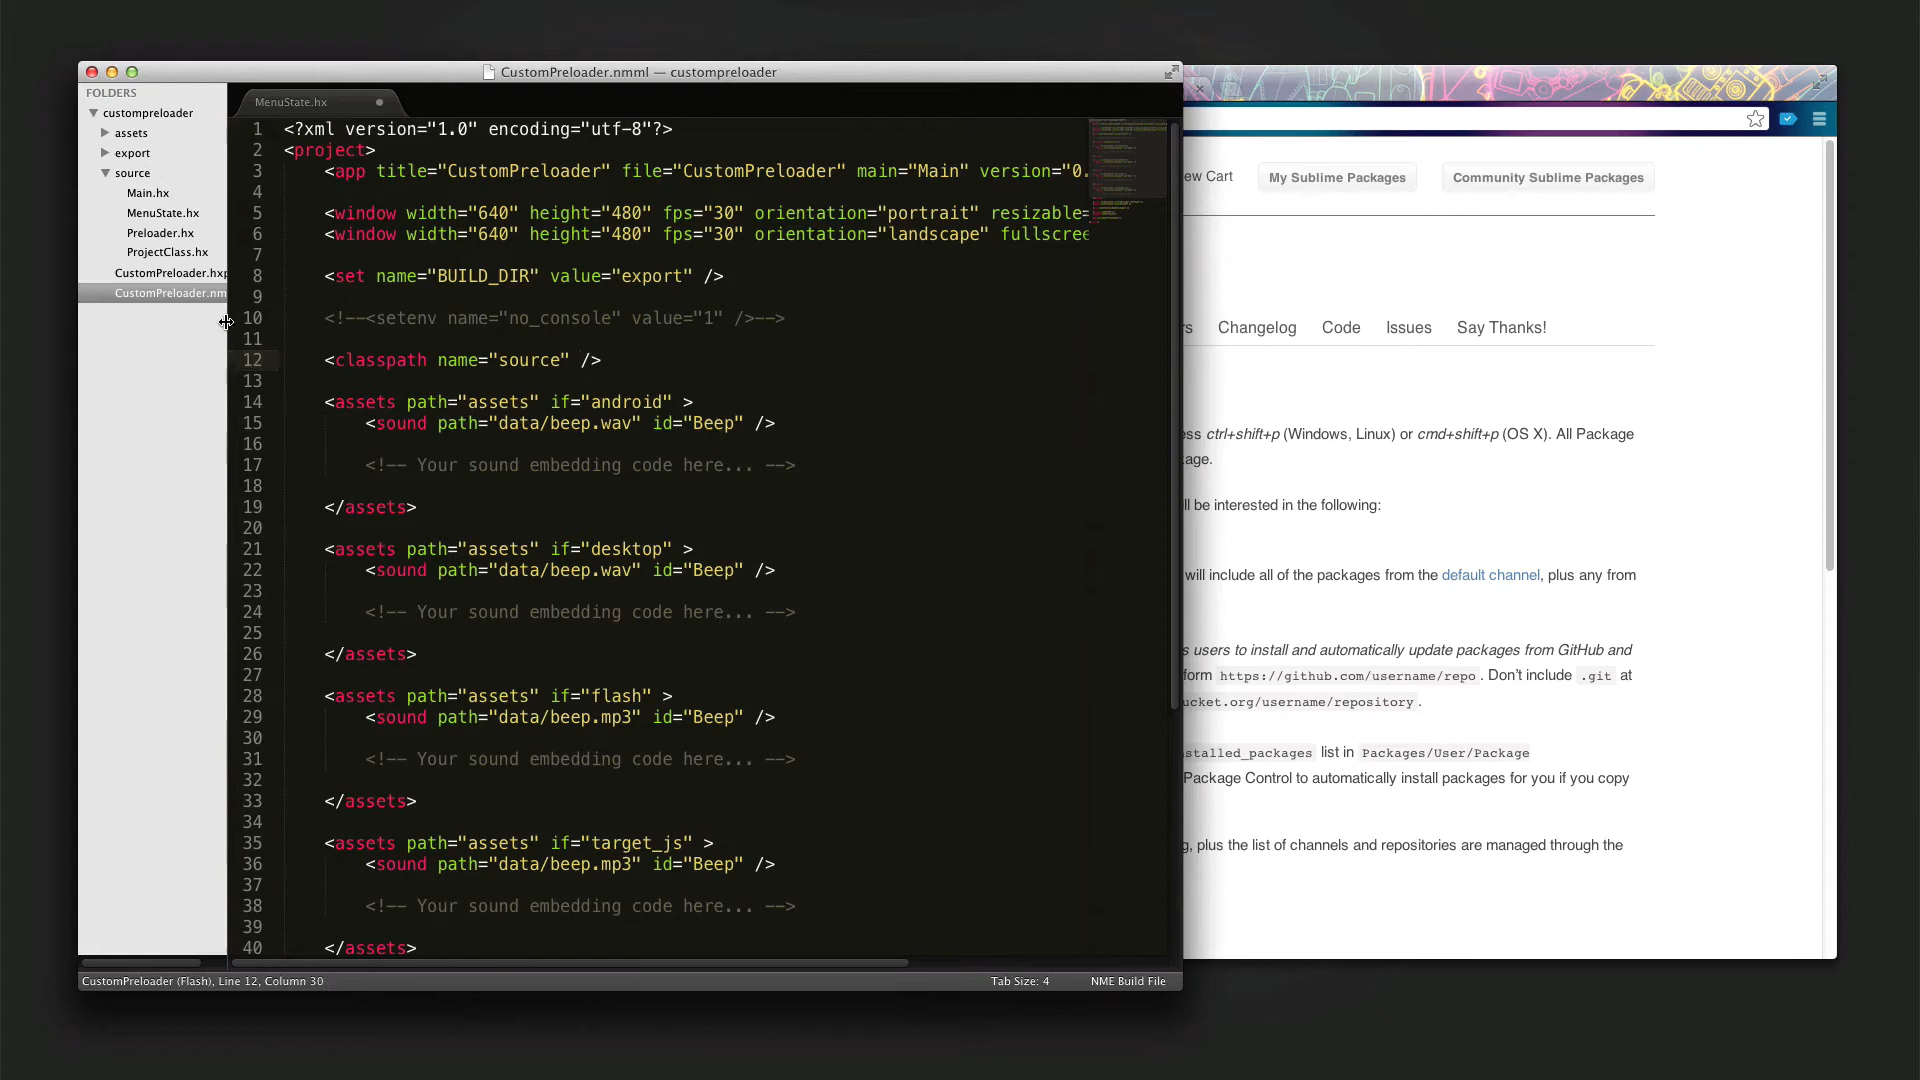 CustomPreloader.nmml — custompreloader
FOLDERS
custompreloader
assets
export
source
Main.hx
MenuState.hx
Preloader.hx
ProjectClass.hx
CustomPreloader.hxp
CustomPreloader.nm
MenuState.hx
1 <?xml version="1.0" encoding="utf-8"?>
2 <project>
3 <app title="CustomPreloader" file="CustomPreloader" main="Main" version="0.
4
5 <window width="640" height="480" fps="30" orientation="portrait" resizable=
6 <window width="640" height="480" fps="30" orientation="landscape" fullscree
7
8 <set name="BUILD_DIR" value="export" />
9
10 <!--<setenv name="no_console" value="1" />-->
11
12 <classpath name="source" />
13
14 <assets path="assets" if="android" >
15 <sound path="data/beep.wav" id="Beep" />
16
17 <!-- Your sound embedding code here... -->
18
19 </assets>
20
21 <assets path="assets" if="desktop" >
22 <sound path="data/beep.wav" id="Beep" />
23
24 <!-- Your sound embedding code here... -->
25
26 </assets>
27
28 <assets path="assets" if="flash" >
29 <sound path="data/beep.mp3" id="Beep" />
30
31 <!-- Your sound embedding code here... -->
32
33 </assets>
34
35 <assets path="assets" if="target_js" >
36 <sound path="data/beep.mp3" id="Beep" />
37
38 <!-- Your sound embedding code here... -->
39
40 </assets>
CustomPreloader (Flash), Line 12, Column 30
Tab Size: 4
NME Build File
ew Cart
My Sublime Packages
Community Sublime Packages
rs Changelog Code Issues Say Thanks!
ess ctrl+shift+p (Windows, Linux) or cmd+shift+p (OS X). All Package
kage.
ll be interested in the following:
will include all of the packages from the default channel, plus any from
s users to install and automatically update packages from GitHub and
form https://github.com/username/repo. Don't include .git at
ucket.org/username/repository.
stalled_packages list in Packages/User/Package
Package Control to automatically install packages for you if you copy
g, plus the list of channels and repositories are managed through the